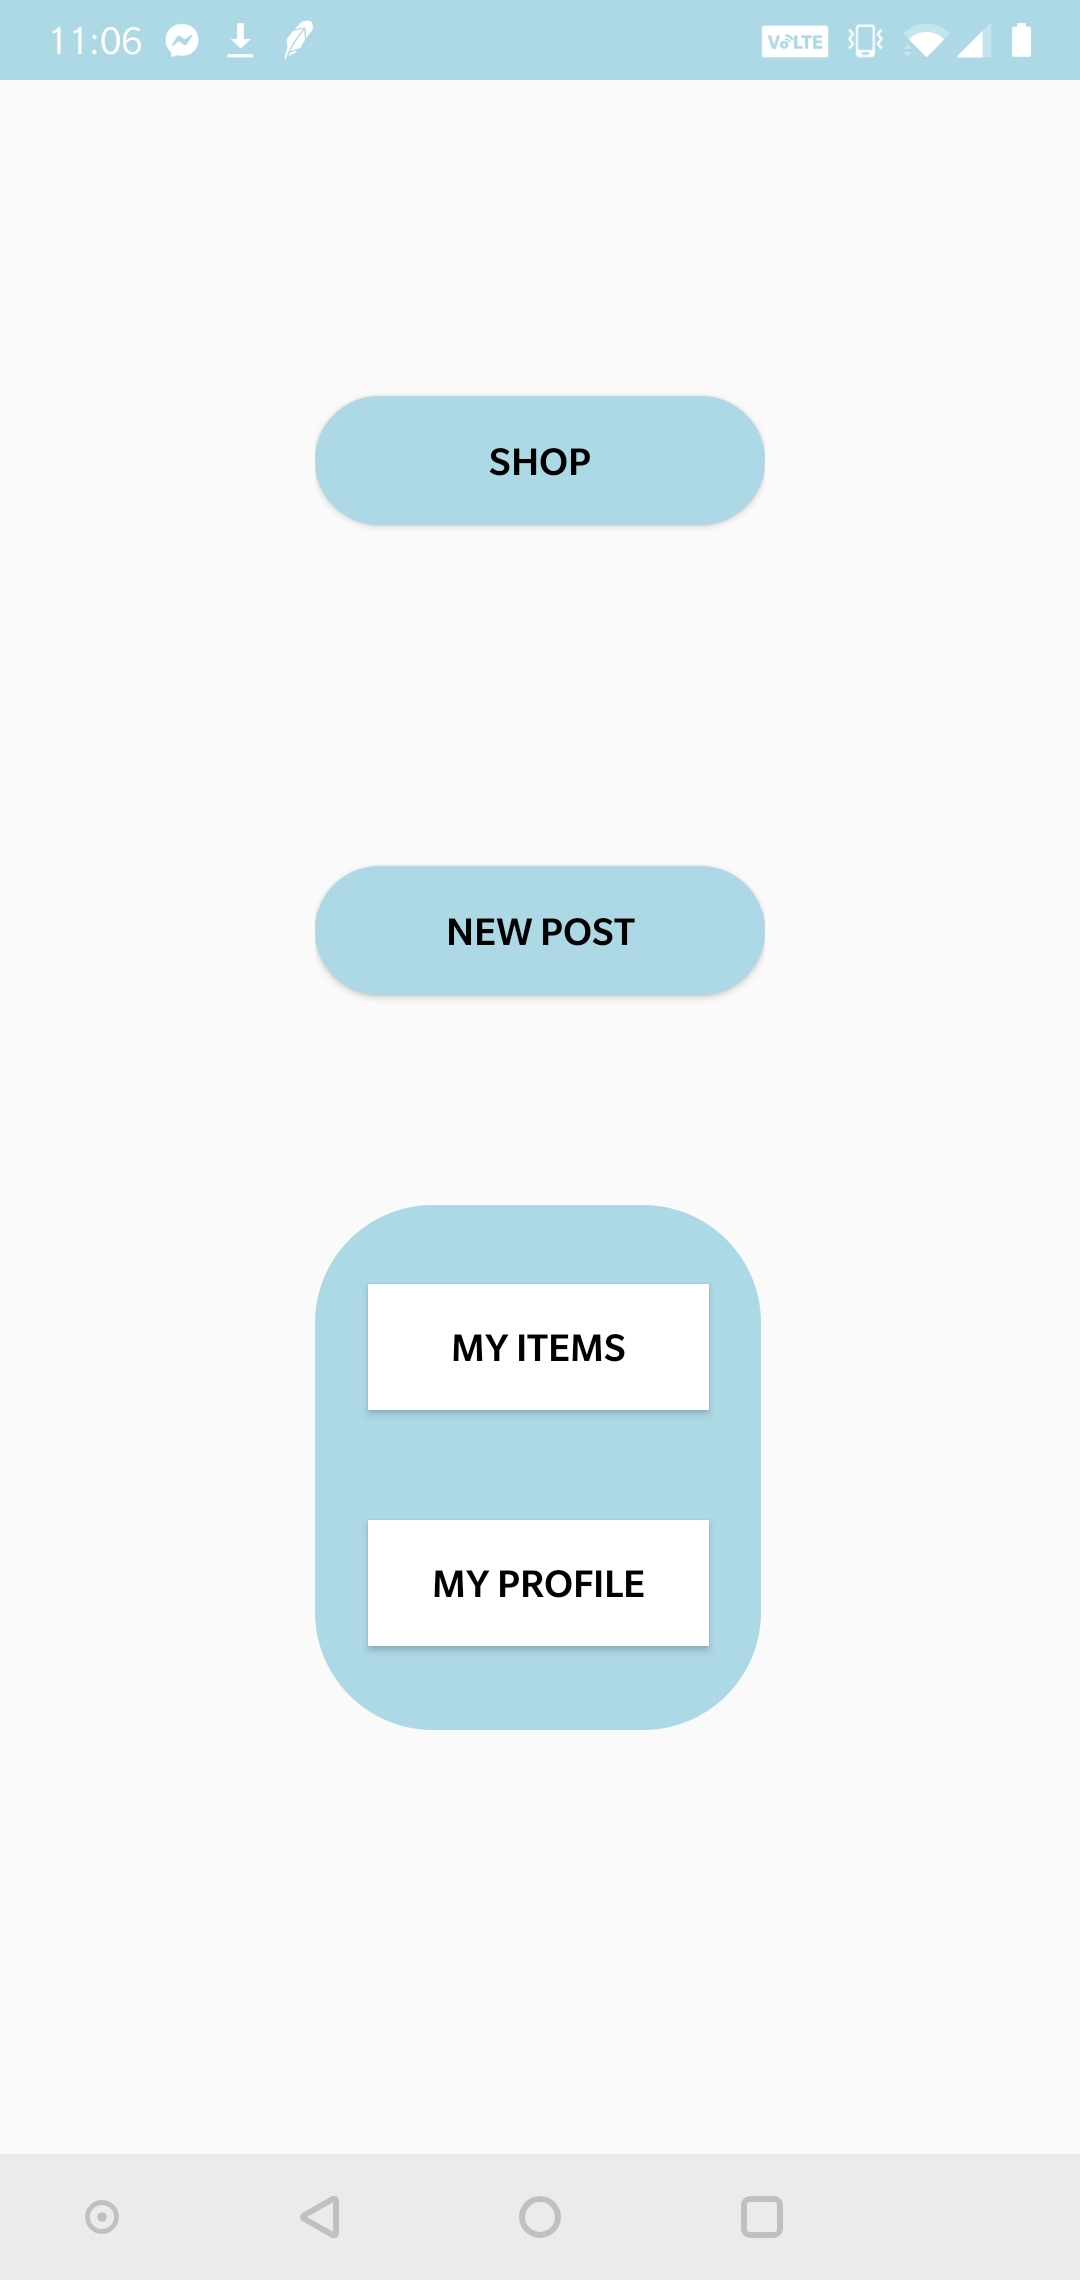 11:06
VoLTE
SHOP
NEW POST
MY ITEMS
MY PROFILE